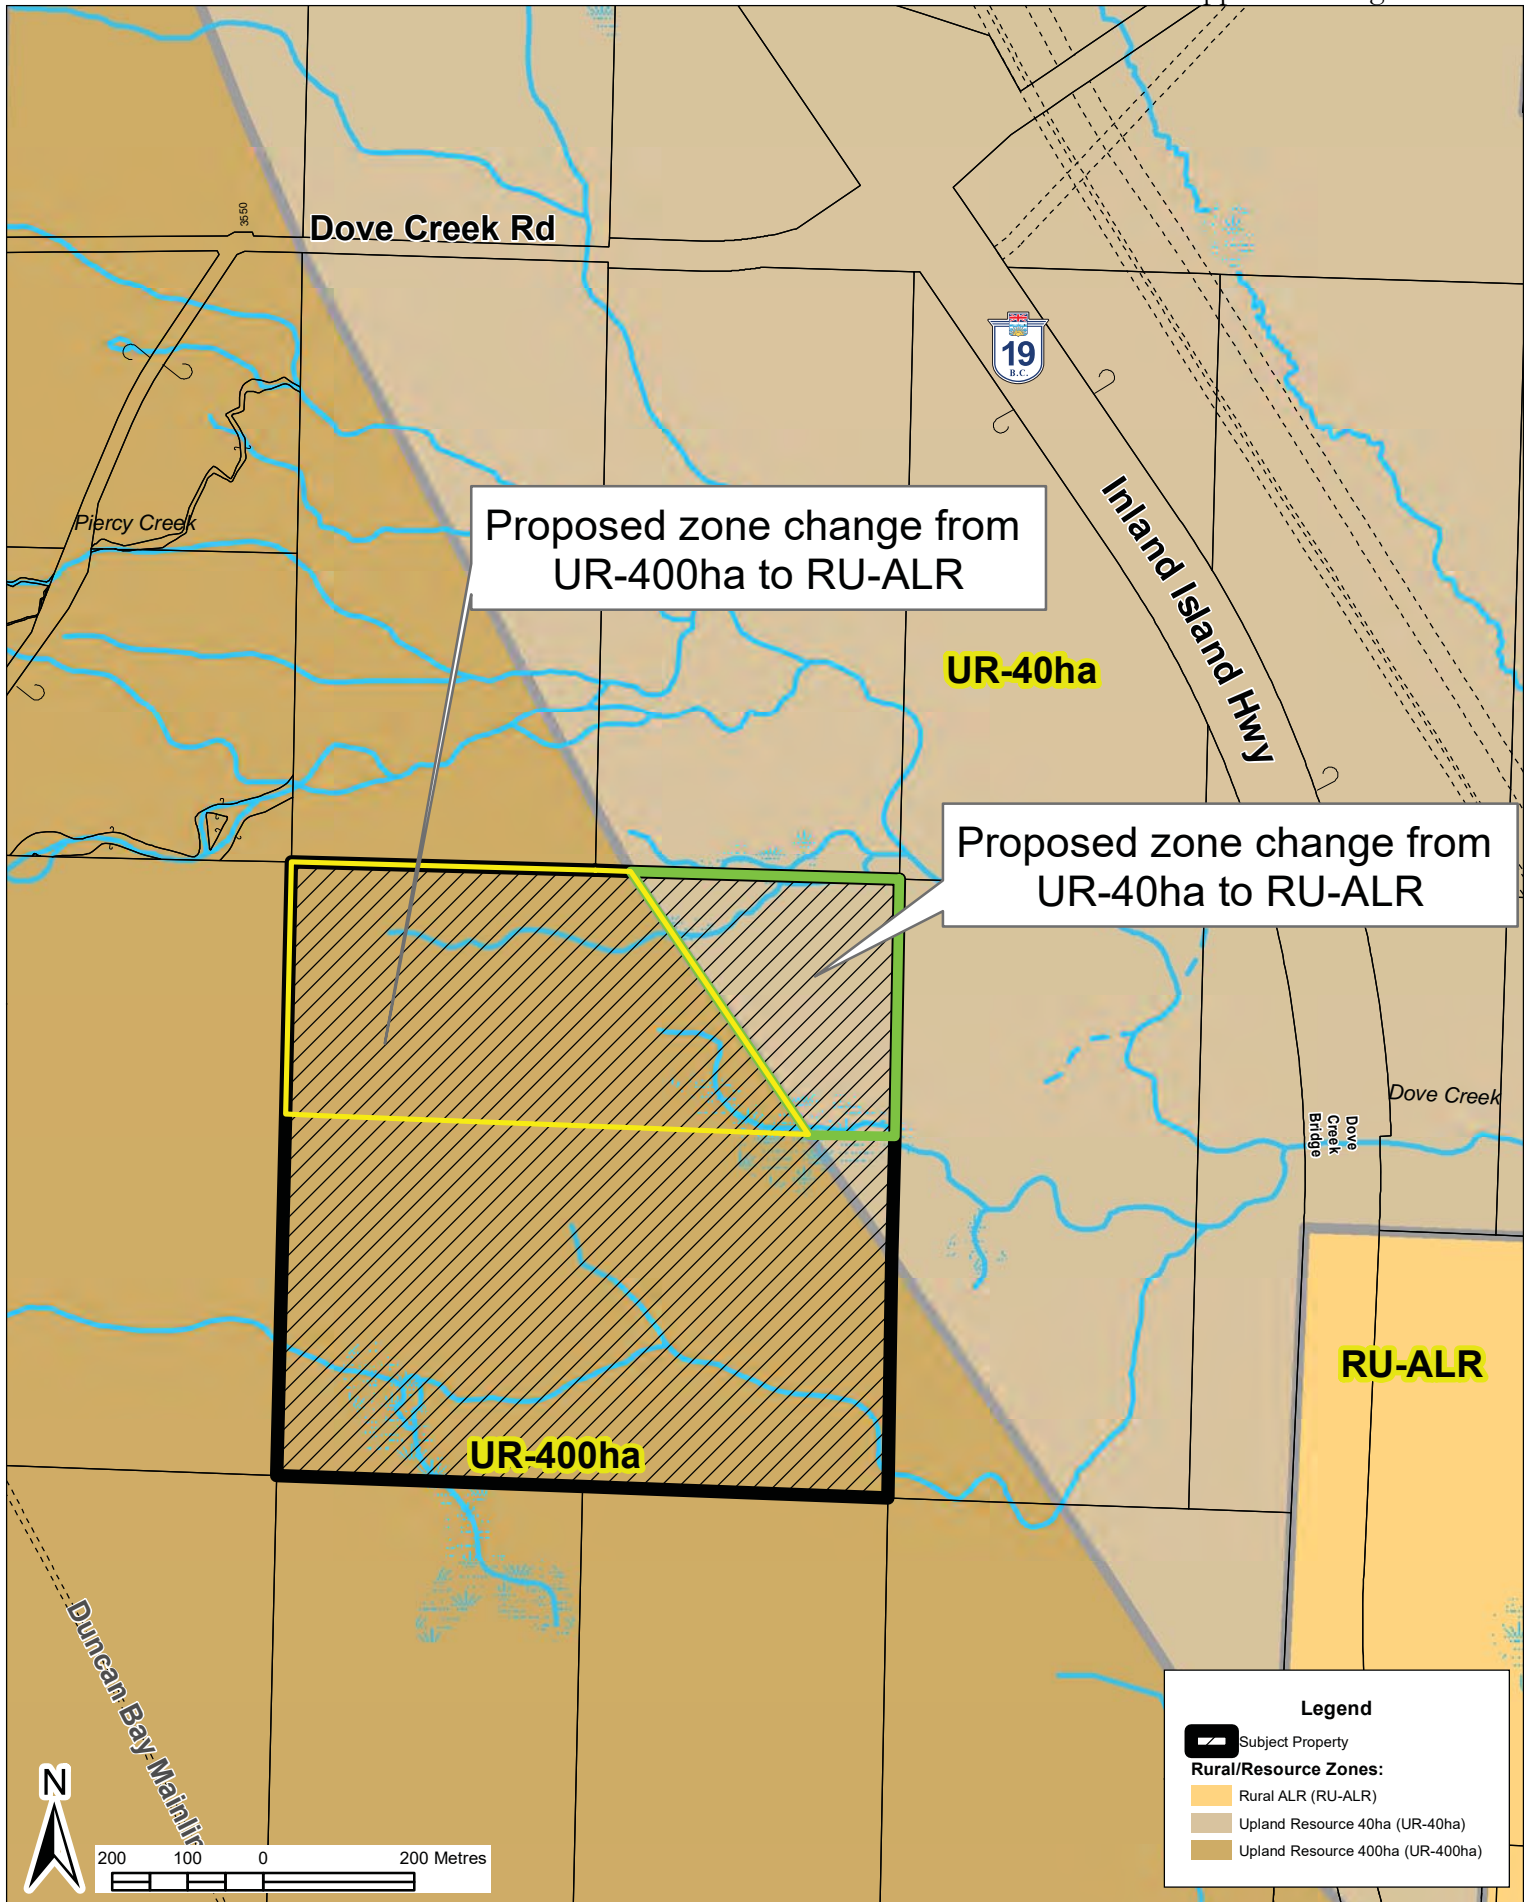 3550
Dove Creek Rd
19
B.C.
Piercy Creek
Proposed zone change from
UR-400ha to RU-ALR
Inland Island Hwy
UR-40ha
Proposed zone change from
UR-40ha to RU-ALR
Dove Creek
Dove
Creek
Bridge
RU-ALR
UR-400ha
Duncan Bay Mainlin
Legend
Subject Property
Rural/Resource Zones:
Rural ALR (RU-ALR)
Upland Resource 40ha (UR-40ha)
Upland Resource 400ha (UR-400ha)
N
200 100 0 200 Metres